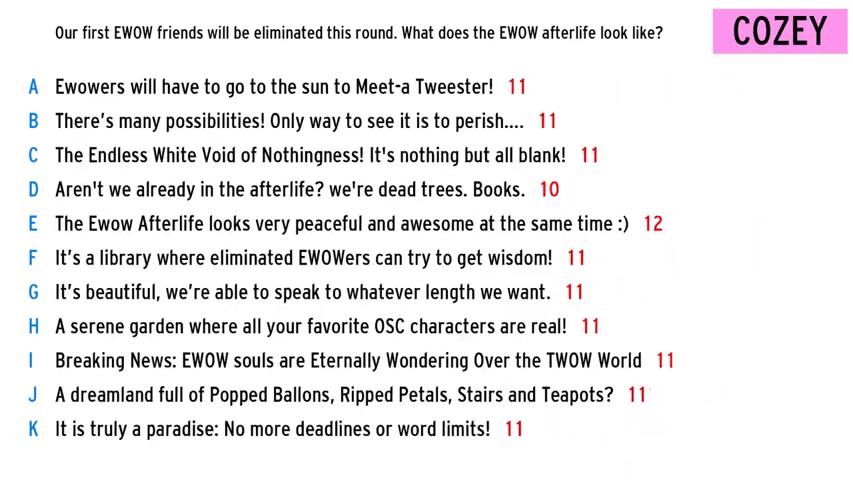 Our first EWOW friends will be eliminated this round. What does the EWOW afterlife look like?
COZEY
A Ewowers will have to go to the sun to Meet-a Tweester! 11
B There's many possibilities! Only way to see it is to perish.... 11
C The Endless White Void of Nothingness! It's nothing but all blank! 11
D Aren't we already in the afterlife? we're dead trees. Books. 10
E The Ewow Afterlife looks very peaceful and awesome at the same time :) 12
F It's a library where eliminated EWOWers can try to get wisdom! 11
G It's beautiful, we're able to speak to whatever length we want. 11
H A serene garden where all your favorite OSC characters are real! 11
I Breaking News: EWOW souls are Eternally Wondering Over the TWOW World 11
J A dreamland full of Popped Ballons, Ripped Petals, Stairs and Teapots? 11
K It is truly a paradise: No more deadlines or word limits! 11